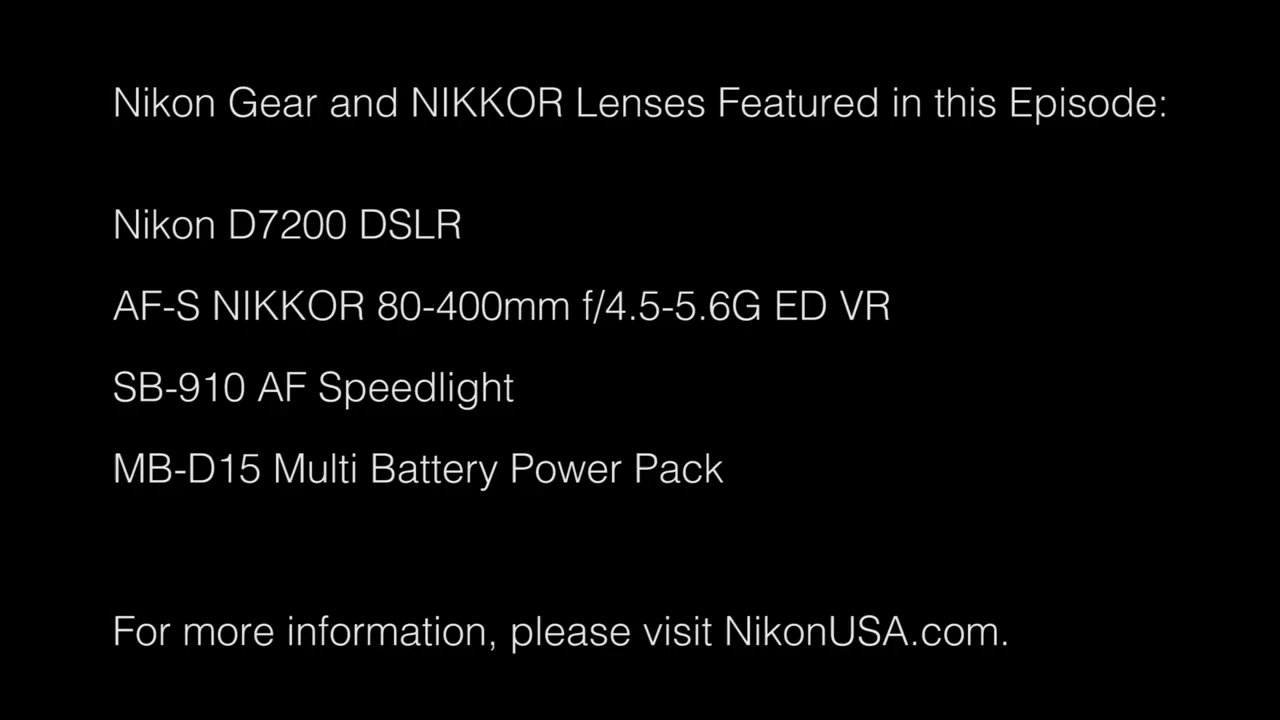 Nikon Gear and NIKKOR Lenses Featured in this Episode:
Nikon D7200 DSLR
AF-S NIKKOR 80-400mm f/4.5-5.6G ED VR
SB-910 AF Speedlight
MB-D15 Multi Battery Power Pack
For more information, please visit NikonUSA.com.